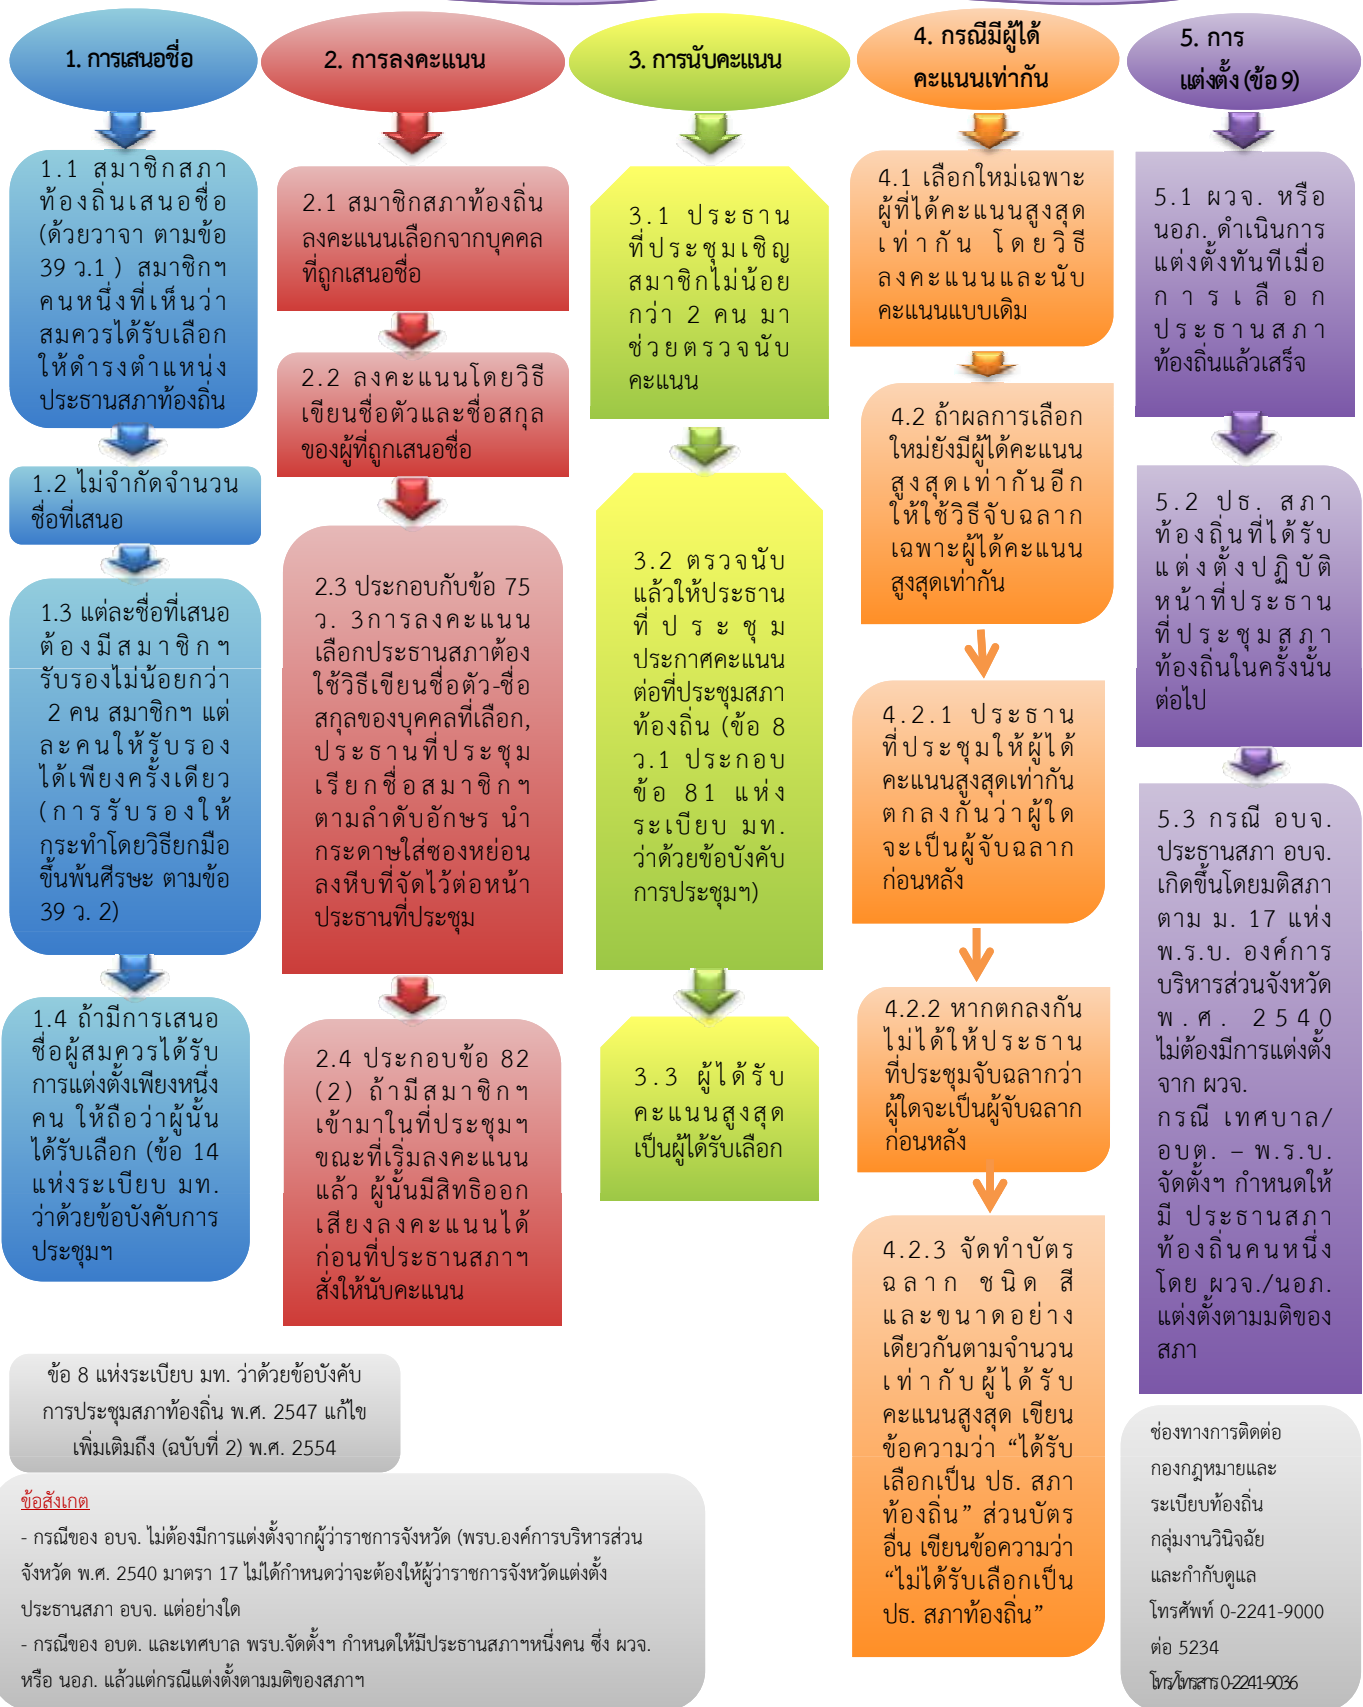 1. การเสนอชื่อ
1.1 สมาชิกสภา
ท้องถิ่นเสนอชื่อ
(ด้วยวาจา ตามข้อ
39 ว.1 ) สมาชิกฯ
คนหนึ่งที่เห็นว่า
สมควรได้รับเลือก
ให้ดำรงตำแหน่ง
ประธานสภาท้องถิ่น
1.2 ไม่จำกัดจำนวน
ชื่อที่เสนอ
1.3 แต่ละชื่อที่เสนอ
ต้องมีสมาชิกฯ
รับรองไม่น้อยกว่า
2 คน สมาชิกฯ แต่
ละคนให้รับรอง
ได้เพียงครั้งเดียว
(การรับรองให้
กระทำโดยวิธียกมือ
ขึ้นพ้นศีรษะ ตามข้อ
39 ว. 2)
1.4 ถ้ามีการเสนอ
ชื่อผู้สมควรได้รับ
การแต่งตั้งเพียงหนึ่ง
คน ให้ถือว่าผู้นั้น
ได้รับเลือก (ข้อ 14
แห่งระเบียบ มท.
ว่าด้วยข้อบังคับการ
ประชุมฯ
2. การลงคะแนน
2.1 สมาชิกสภาท้องถิ่น
ลงคะแนนเลือกจากบุคคล
ที่ถูกเสนอชื่อ
2.2 ลงคะแนนโดยวิธี
เขียนชื่อตัวและชื่อสกุล
ของผู้ที่ถูกเสนอชื่อ
2.3 ประกอบกับข้อ 75
ว. 3การลงคะแนน
เลือกประธานสภาต้อง
ใช้วิธีเขียนชื่อตัว-ชื่อ
สกุลของบุคคลที่เลือก,
ประธานที่ประชุม
เรียกชื่อสมาชิกฯ
ตามลำดับอักษร นำ
กระดาษใส่ซองหย่อน
ลงหีบที่จัดไว้ต่อหน้า
ประธานที่ประชุม
2.4 ประกอบข้อ 82
(2) ถ้ามีสมาชิกฯ
เข้ามาในที่ประชุมฯ
ขณะที่เริ่มลงคะแนน
แล้ว ผู้นั้นมีสิทธิออก
เสียงลงคะแนนได้
ก่อนที่ประธานสภาฯ
สั่งให้นับคะแนน
3. การนับคะแนน
3.1 ประธาน
ที่ประชุมเชิญ
สมาชิกไม่น้อย
กว่า 2 คน มา
ช่วยตรวจนับ
คะแนน
3.2 ตรวจนับ
แล้วให้ประธาน
ที่ประชุม
ประกาศคะแนน
ต่อที่ประชุมสภา
ท้องถิ่น (ข้อ 8
ว.1 ประกอบ
ข้อ 81 แห่ง
ระเบียบ มท.
ว่าด้วยข้อบังคับ
การประชุมฯ)
3.3 ผู้ได้รับ
คะแนนสูงสุด
เป็นผู้ได้รับเลือก
4. กรณีมีผู้ได้
คะแนนเท่ากัน
4.1 เลือกใหม่เฉพาะ
ผู้ที่ได้คะแนนสูงสุด
เท่ากัน โดยวิธี
ลงคะแนนและนับ
คะแนนแบบเดิม
4.2 ถ้าผลการเลือก
ใหม่ยังมีผู้ได้คะแนน
สูงสุดเท่ากันอีก
ให้ใช้วิธีจับฉลาก
เฉพาะผู้ได้คะแนน
สูงสุดเท่ากัน
4.2.1 ประธาน
ที่ประชุมให้ผู้ได้
คะแนนสูงสุดเท่ากัน
ตกลงกันว่าผู้ใด
จะเป็นผู้จับฉลาก
ก่อนหลัง
4.2.2 หากตกลงกัน
ไม่ได้ให้ประธาน
ที่ประชุมจับฉลากว่า
ผู้ใดจะเป็นผู้จับฉลาก
ก่อนหลัง
4.2.3 จัดทำบัตร
ฉลาก ชนิด สี
และขนาดอย่าง
เดียวกันตามจำนวน
เท่ากับผู้ได้รับ
คะแนนสูงสุด เขียน
ข้อความว่า “ได้รับ
เลือกเป็น ปธ. สภา
ท้องถิ่น” ส่วนบัตร
อื่น เขียนข้อความว่า
“ไม่ได้รับเลือกเป็น
ปธ. สภาท้องถิ่น”
5. การ
แต่งตั้ง (ข้อ 9)
5.1 ผวจ. หรือ
นอภ. ดำเนินการ
แต่งตั้งทันทีเมื่อ
การเลือก
ประธานสภา
ท้องถิ่นแล้วเสร็จ
5.2 ปธ. สภา
ท้องถิ่นที่ได้รับ
แต่งตั้งปฏิบัติ
หน้าที่ประธาน
ที่ประชุมสภา
ท้องถิ่นในครั้งนั้น
ต่อไป
5.3 กรณี อบจ.
ประธานสภา อบจ.
เกิดขึ้นโดยมติสภา
ตาม ม. 17 แห่ง
พ.ร.บ. องค์การ
บริหารส่วนจังหวัด
พ.ศ. 2540
ไม่ต้องมีการแต่งตั้ง
จาก ผวจ.
กรณี เทศบาล/
อบต. – พ.ร.บ.
จัดตั้งฯ กำหนดให้
มี ประธานสภา
ท้องถิ่นคนหนึ่ง
โดย ผวจ./นอภ.
แต่งตั้งตามมติของ
สภา
ข้อ 8 แห่งระเบียบ มท. ว่าด้วยข้อบังคับ
การประชุมสภาท้องถิ่น พ.ศ. 2547 แก้ไข
เพิ่มเติมถึง (ฉบับที่ 2) พ.ศ. 2554
ข้อสังเกต
- กรณีของ อบจ. ไม่ต้องมีการแต่งตั้งจากผู้ว่าราชการจังหวัด (พรบ.องค์การบริหารส่วน
จังหวัด พ.ศ. 2540 มาตรา 17 ไม่ได้กำหนดว่าจะต้องให้ผู้ว่าราชการจังหวัดแต่งตั้ง
ประธานสภา อบจ. แต่อย่างใด
- กรณีของ อบต. และเทศบาล พรบ.จัดตั้งฯ กำหนดให้มีประธานสภาฯหนึ่งคน ซึ่ง ผวจ.
หรือ นอภ. แล้วแต่กรณีแต่งตั้งตามมติของสภาฯ
ช่องทางการติดต่อ
กองกฎหมายและ
ระเบียบท้องถิ่น
กลุ่มงานวินิจฉัย
และกำกับดูแล
โทรศัพท์ 0-2241-9000
ต่อ 5234
โทร/โทรสาร 0-2241-9036